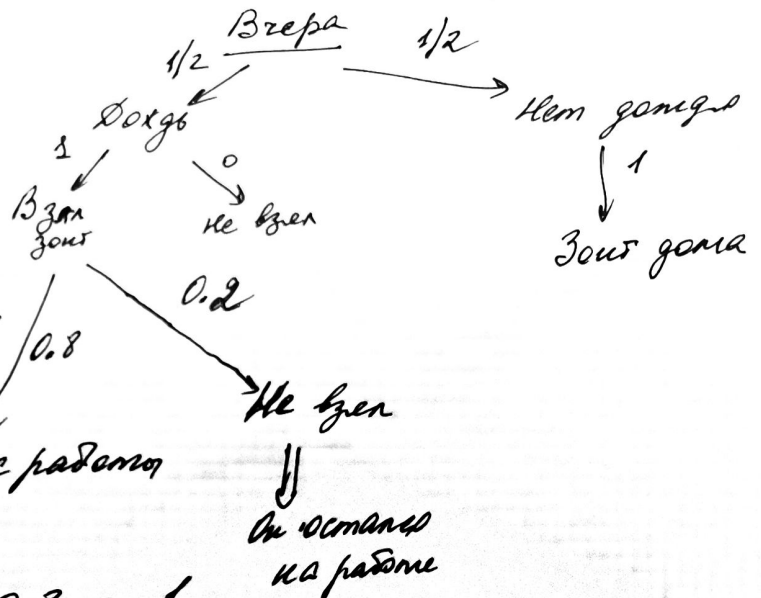 Вчера
1/2
1/2
Дождь
Нет дождя
1
0
1
Взял
зонт
не взял
Зонт дома
0.2
0.8
Не взял
с работы
Он остался
на работе